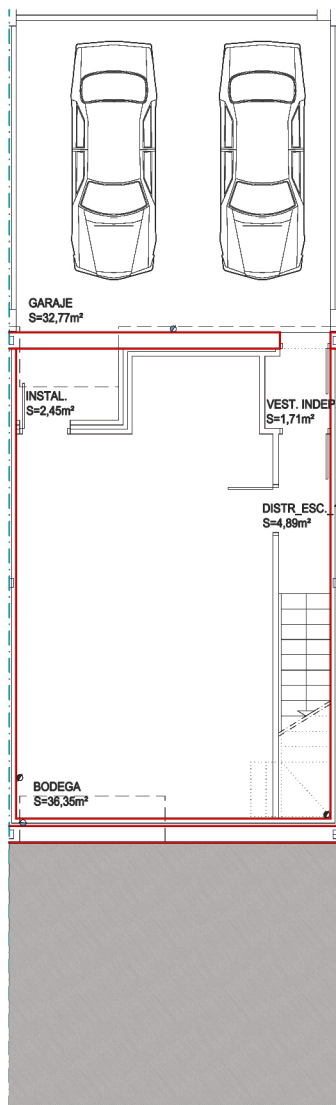 GARAJE
S=32,77m²
INSTAL.
S=2,45m²
VEST. INDEP
S=1,71m²
DISTR_ESC._
S=4,89m²
BODEGA
S=36,35m²